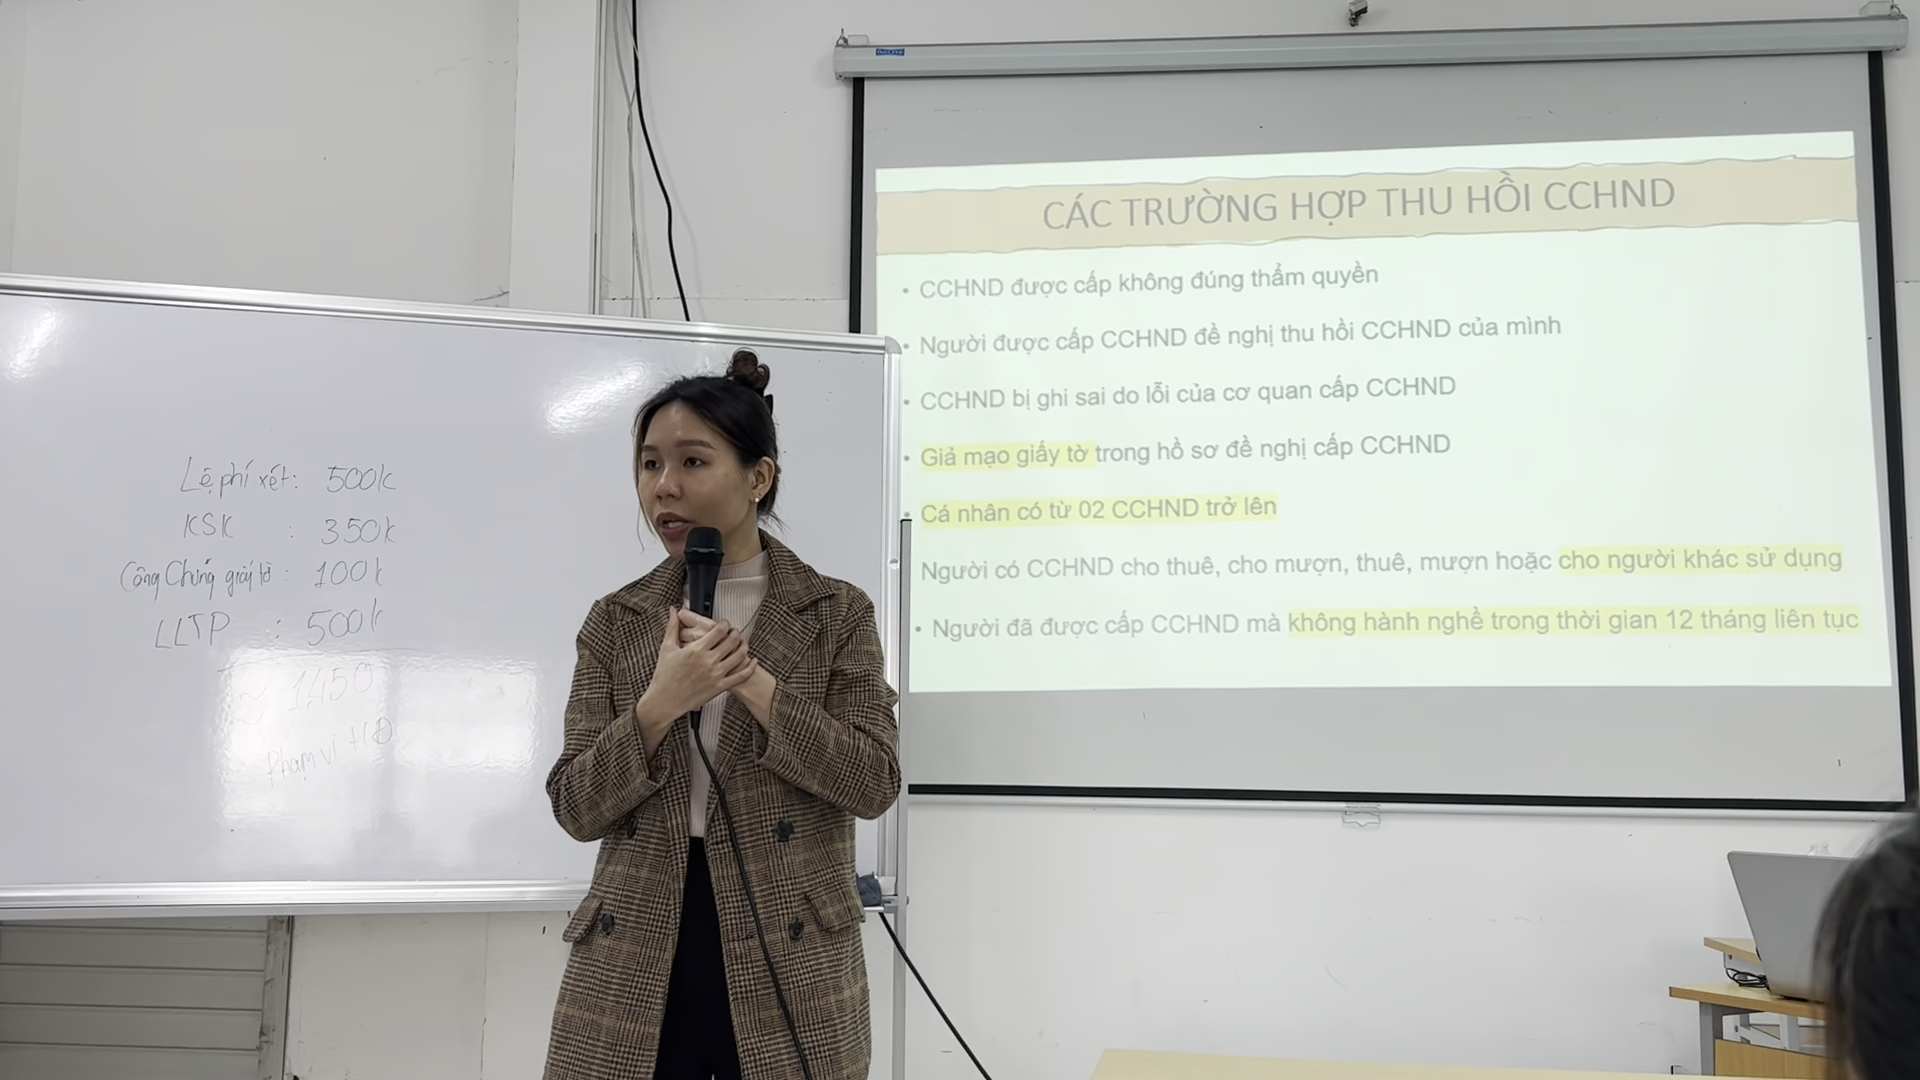 Lệ phí xét: 500k
KSK : 350k
Công Chứng giấy tờ : 100k
LLTP : 500k
≈ 1,450
Phạm vi HĐ
CÁC TRƯỜNG HỢP THU HỒI CCHND
• CCHND được cấp không đúng thẩm quyền
• Người được cấp CCHND đề nghị thu hồi CCHND của mình
• CCHND bị ghi sai do lỗi của cơ quan cấp CCHND
• Giả mạo giấy tờ trong hồ sơ đề nghị cấp CCHND
• Cá nhân có từ 02 CCHND trở lên
Người có CCHND cho thuê, cho mượn, thuê, mượn hoặc cho người khác sử dụng
• Người đã được cấp CCHND mà không hành nghề trong thời gian 12 tháng liên tục